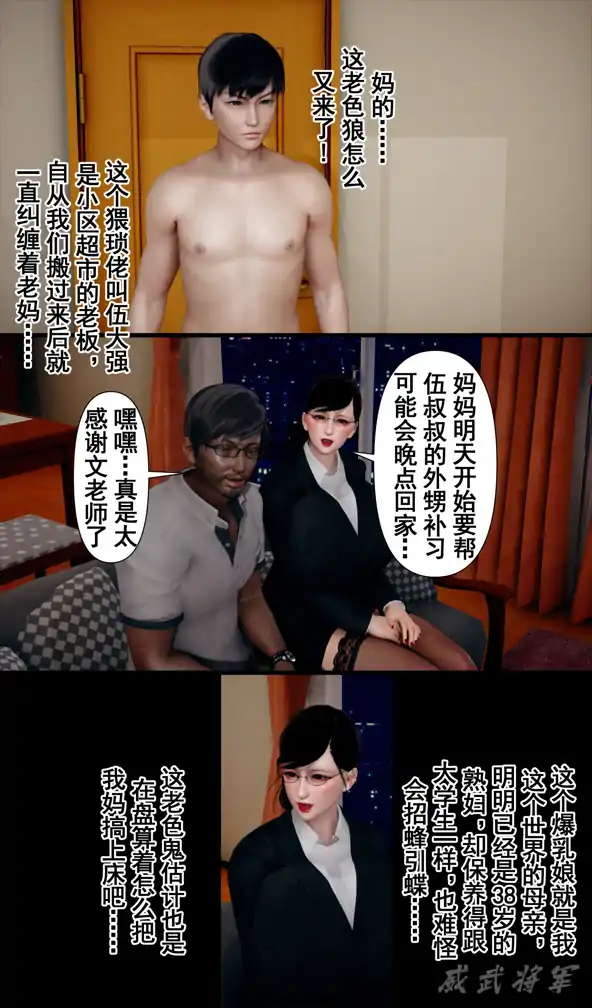 妈的……
这老色狼怎么
又来了!
这个猥琐佬叫伍大强
是小区超市的老板,
自从我们搬过来后就
一直纠缠着老妈……
妈妈明天开始要帮
伍叔叔的外甥补习
可能会晚点回家…
嘿嘿…真是太
感谢文老师了
这个爆乳娘就是我
这个世界的母亲,
明明已经是38岁的
熟妇,却保养得跟
大学生一样,也难怪
会招蜂引蝶……
这老色鬼估计也是
在盘算着怎么把
我妈搞上床吧……
威武将军